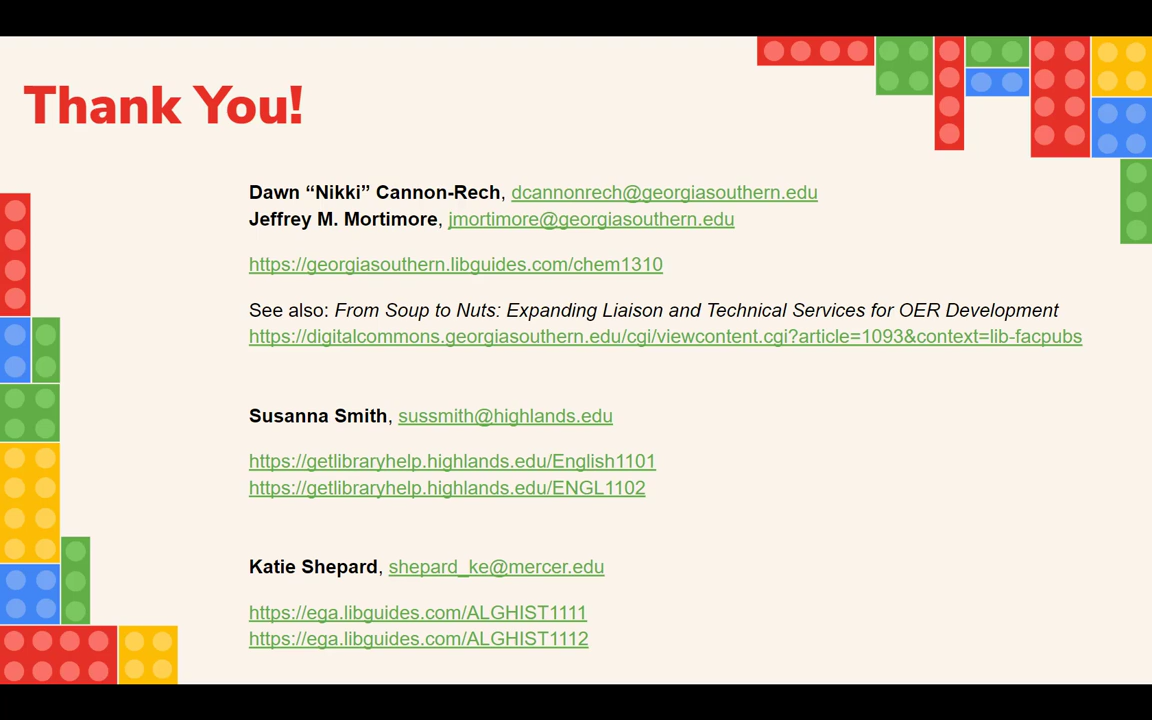 Thank You!
Dawn “Nikki” Cannon-Rech, dcannonrech@georgiasouthern.edu
Jeffrey M. Mortimore, jmortimore@georgiasouthern.edu
https://georgiasouthern.libguides.com/chem1310
See also: From Soup to Nuts: Expanding Liaison and Technical Services for OER Development
https://digitalcommons.georgiasouthern.edu/cgi/viewcontent.cgi?article=1093&context=lib-facpubs
Susanna Smith, sussmith@highlands.edu
https://getlibraryhelp.highlands.edu/English1101
https://getlibraryhelp.highlands.edu/ENGL1102
Katie Shepard, shepard_ke@mercer.edu
https://ega.libguides.com/ALGHIST1111
https://ega.libguides.com/ALGHIST1112